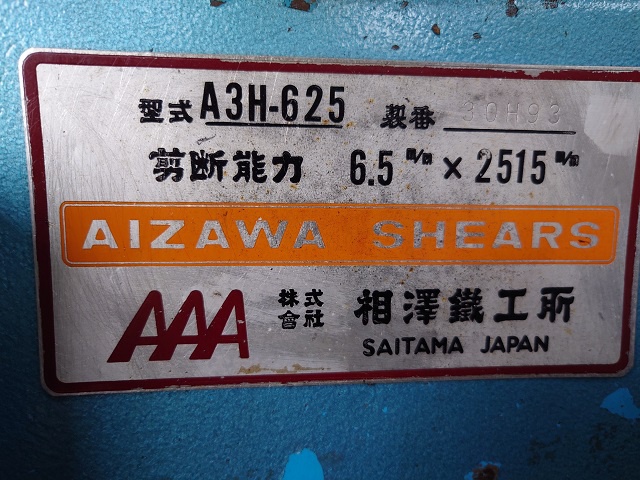 型式 A3H-625 製番 30H93
剪断能力 6.5 m/m × 2515 m/m
AIZAWA SHEARS
AAA 株式會社 相澤鐵工所
SAITAMA JAPAN